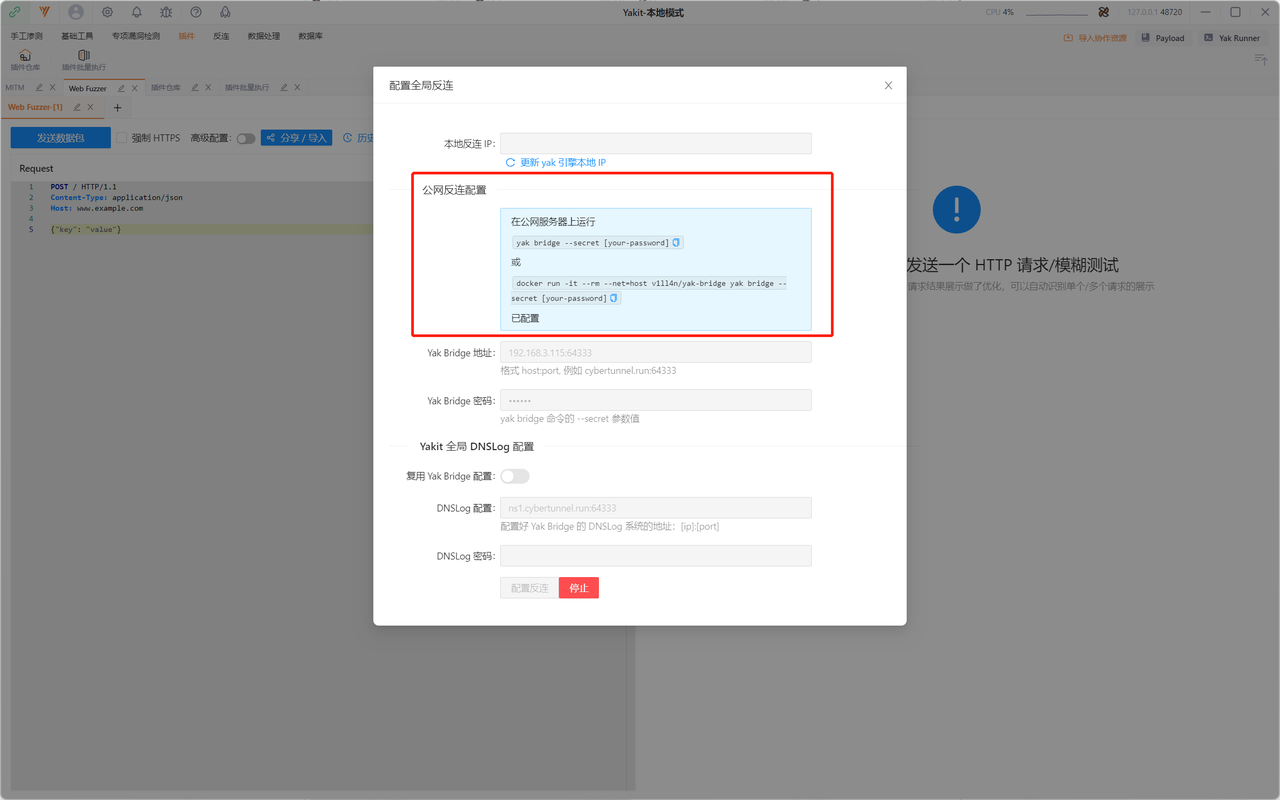 Yakit-本地模式
CPU 4%
127.0.0.1 48720
手工渗测 基础工具 专项漏洞检测 插件 反连 数据处理 数据库
导入协作资源 Payload Yak Runner
插件仓库 插件批量执行
MITM Web Fuzzer 插件仓库 插件批量执行
Web Fuzzer-[1]
发送数据包 强制 HTTPS 高级配置: 分享 / 导入 历史
Request
1 POST / HTTP/1.1
2 Content-Type: application/json
3 Host: www.example.com
4
5 {"key": "value"}
发送一个 HTTP 请求/模糊测试
请求结果展示做了优化，可以自动识别单个/多个请求的展示
配置全局反连
本地反连 IP:
更新 yak 引擎本地 IP
公网反连配置
在公网服务器上运行
yak bridge --secret [your-password]
或
docker run -it --rm --net=host v1ll4n/yak-bridge yak bridge --
secret [your-password]
已配置
Yak Bridge 地址: 192.168.3.115:64333
格式 host:port, 例如 cybertunnel.run:64333
Yak Bridge 密码: ••••••
yak bridge 命令的 --secret 参数值
Yakit 全局 DNSLog 配置
复用 Yak Bridge 配置:
DNSLog 配置: ns1.cybertunnel.run:64333
配置好 Yak Bridge 的 DNSLog 系统的地址：[ip]:[port]
DNSLog 密码:
配置反连 停止